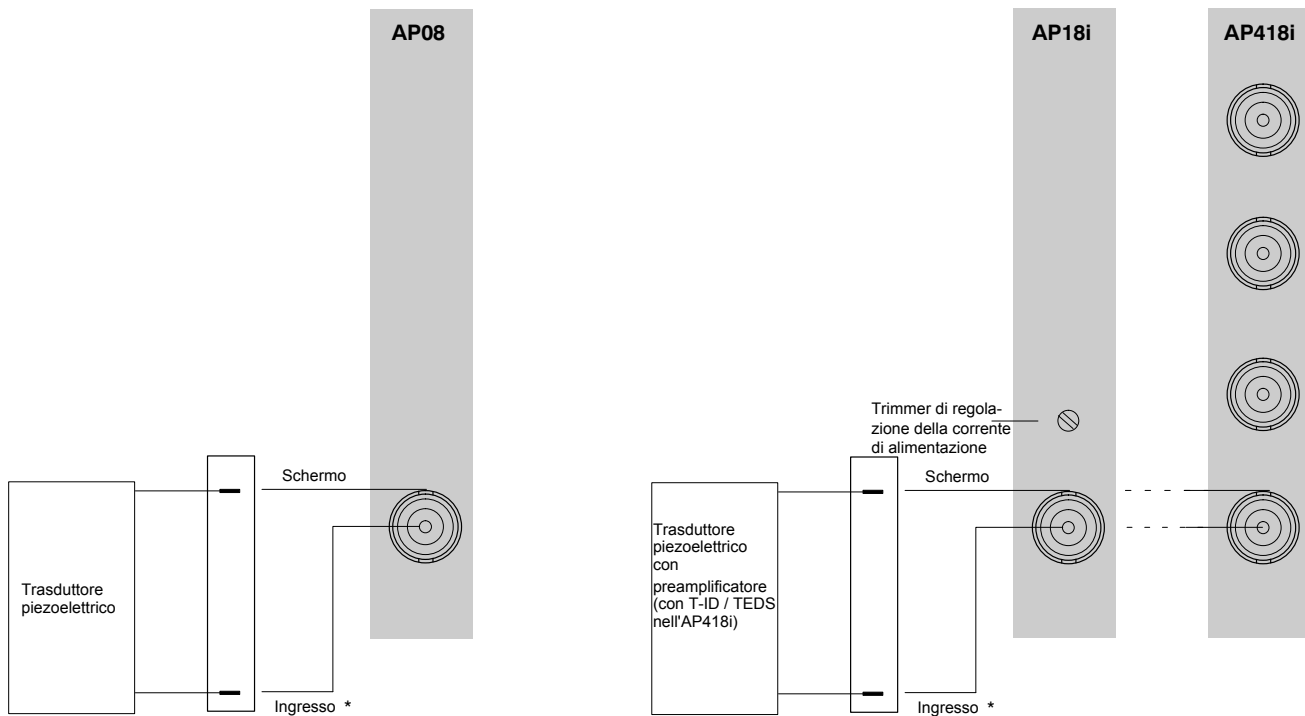 AP08
AP18i
AP418i
Trimmer di regola-
zione della corrente
di alimentazione
Schermo
Trasduttore
piezoelettrico
Ingresso *
Schermo
Trasduttore
piezoelettrico
con
preamplificatore
(con T-ID / TEDS
nell'AP418i)
Ingresso *